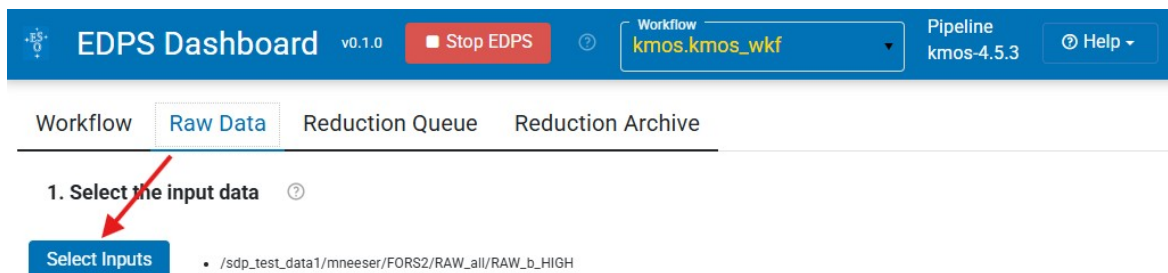 ES
O
EDPS Dashboard v0.1.0 Stop EDPS ? Workflow kmos.kmos_wkf Pipeline kmos-4.5.3 ? Help
Workflow Raw Data Reduction Queue Reduction Archive
1. Select the input data ?
Select Inputs • /sdp_test_data1/mneeser/FORS2/RAW_all/RAW_b_HIGH